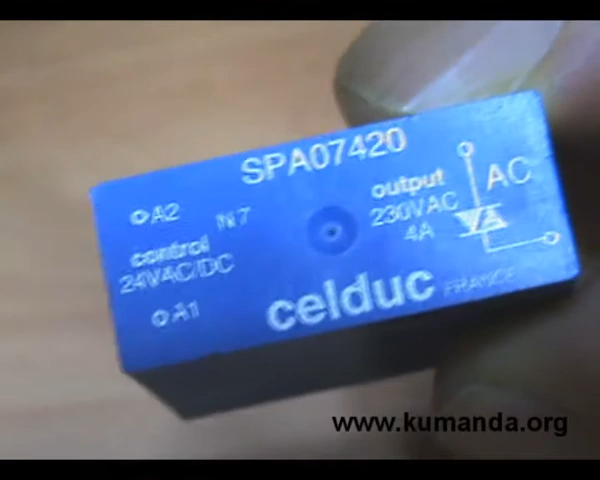 SPA07420
A2
N7
control
24VAC/DC
A1
output
230VAC
4A
AC
celduc
FRANCE
www.kumanda.org